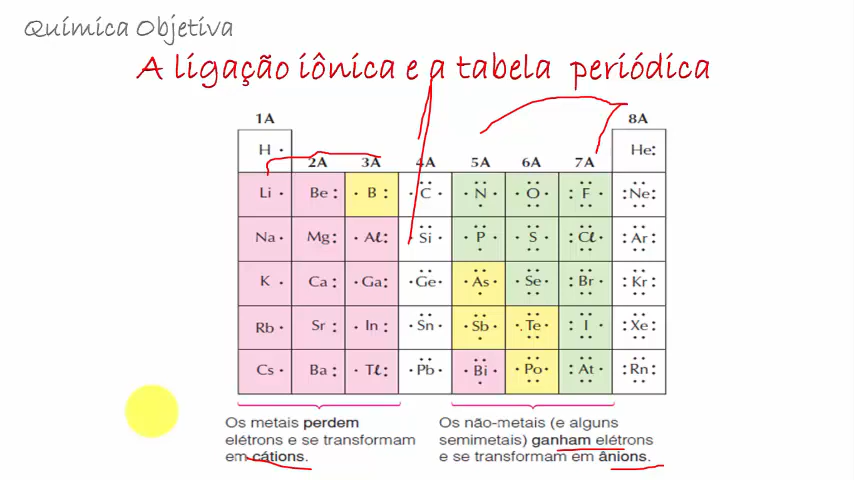 Química Objetiva
A ligação iônica e a tabela periódica
1A 8A
H He
2A 3A 4A 5A 6A 7A
Li Be B C N O F Ne
Na Mg Al Si P S Cl Ar
K Ca Ga Ge As Se Br Kr
Rb Sr In Sn Sb Te I Xe
Cs Ba Tl Pb Bi Po At Rn
Os metais perdem
elétrons e se transformam
em cátions.
Os não-metais (e alguns
semimetais) ganham elétrons
e se transformam em ânions.